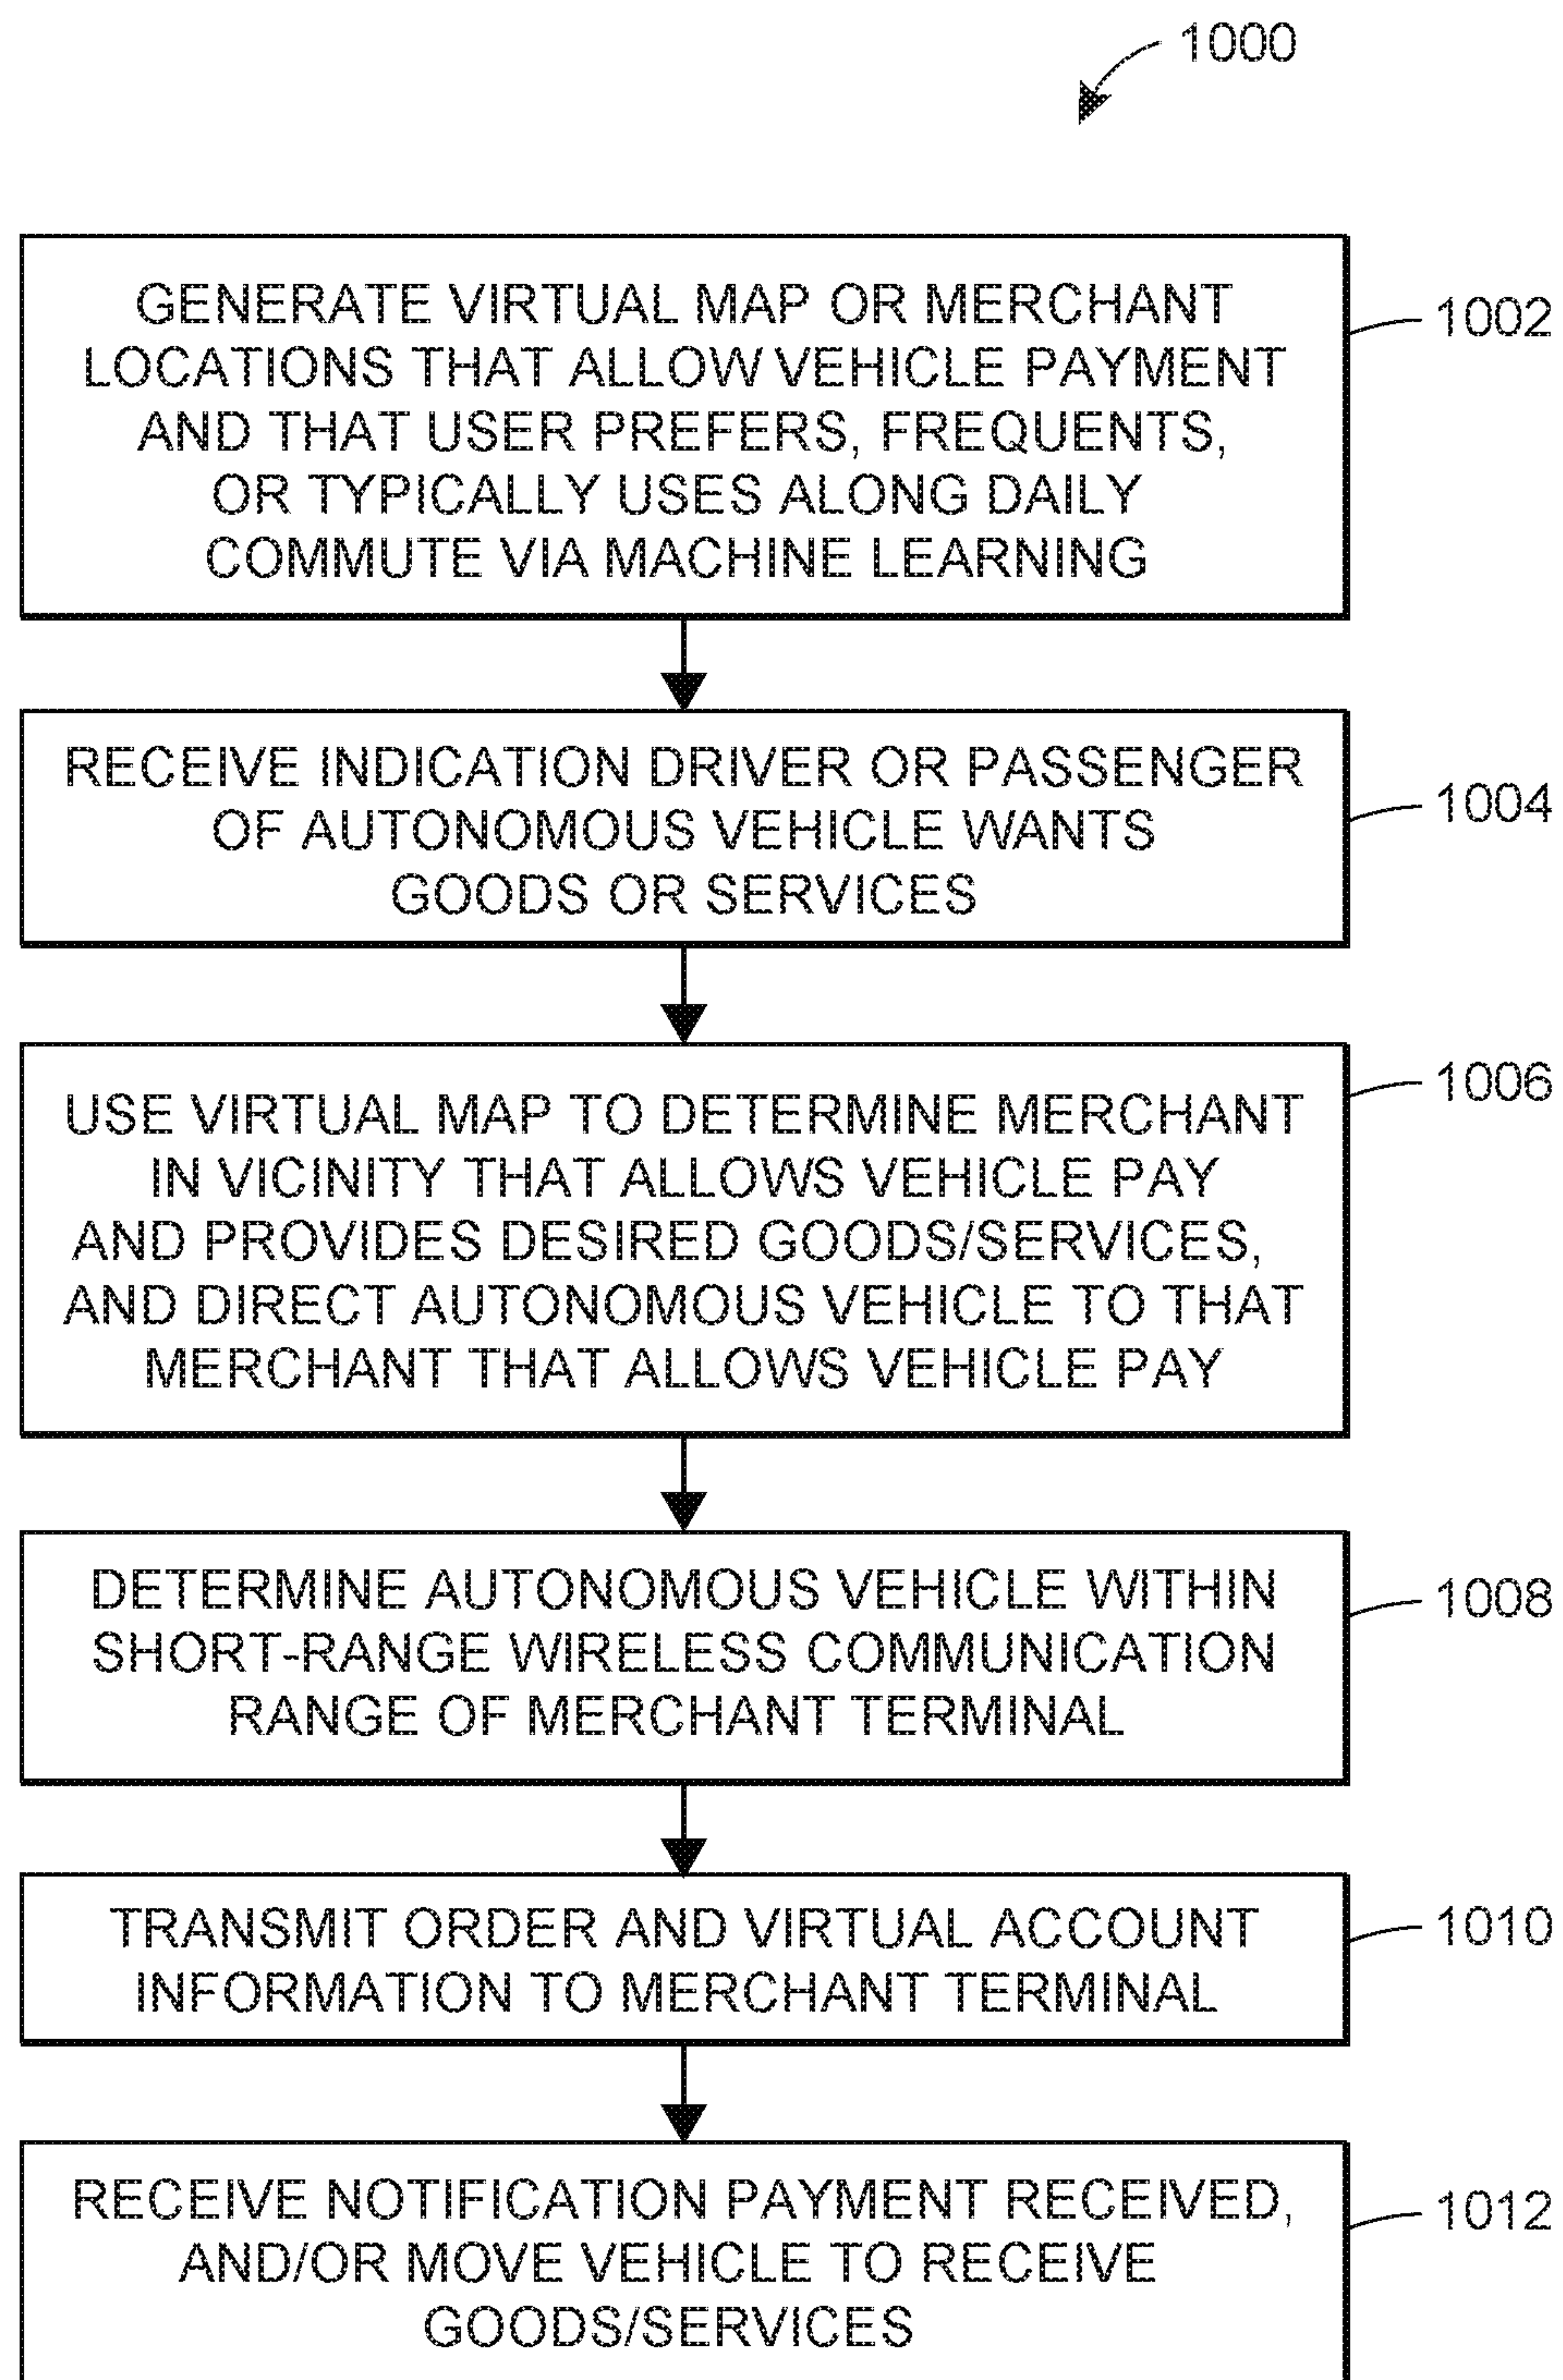 1000
GENERATE VIRTUAL MAP OR MERCHANT
LOCATIONS THAT ALLOW VEHICLE PAYMENT
AND THAT USER PREFERS, FREQUENTS,
OR TYPICALLY USES ALONG DAILY
COMMUTE VIA MACHINE LEARNING
1002
RECEIVE INDICATION DRIVER OR PASSENGER
OF AUTONOMOUS VEHICLE WANTS
GOODS OR SERVICES
1004
USE VIRTUAL MAP TO DETERMINE MERCHANT
IN VICINITY THAT ALLOWS VEHICLE PAY
AND PROVIDES DESIRED GOODS/SERVICES,
AND DIRECT AUTONOMOUS VEHICLE TO THAT
MERCHANT THAT ALLOWS VEHICLE PAY
1006
DETERMINE AUTONOMOUS VEHICLE WITHIN
SHORT-RANGE WIRELESS COMMUNICATION
RANGE OF MERCHANT TERMINAL
1008
TRANSMIT ORDER AND VIRTUAL ACCOUNT
INFORMATION TO MERCHANT TERMINAL
1010
RECEIVE NOTIFICATION PAYMENT RECEIVED,
AND/OR MOVE VEHICLE TO RECEIVE
GOODS/SERVICES
1012